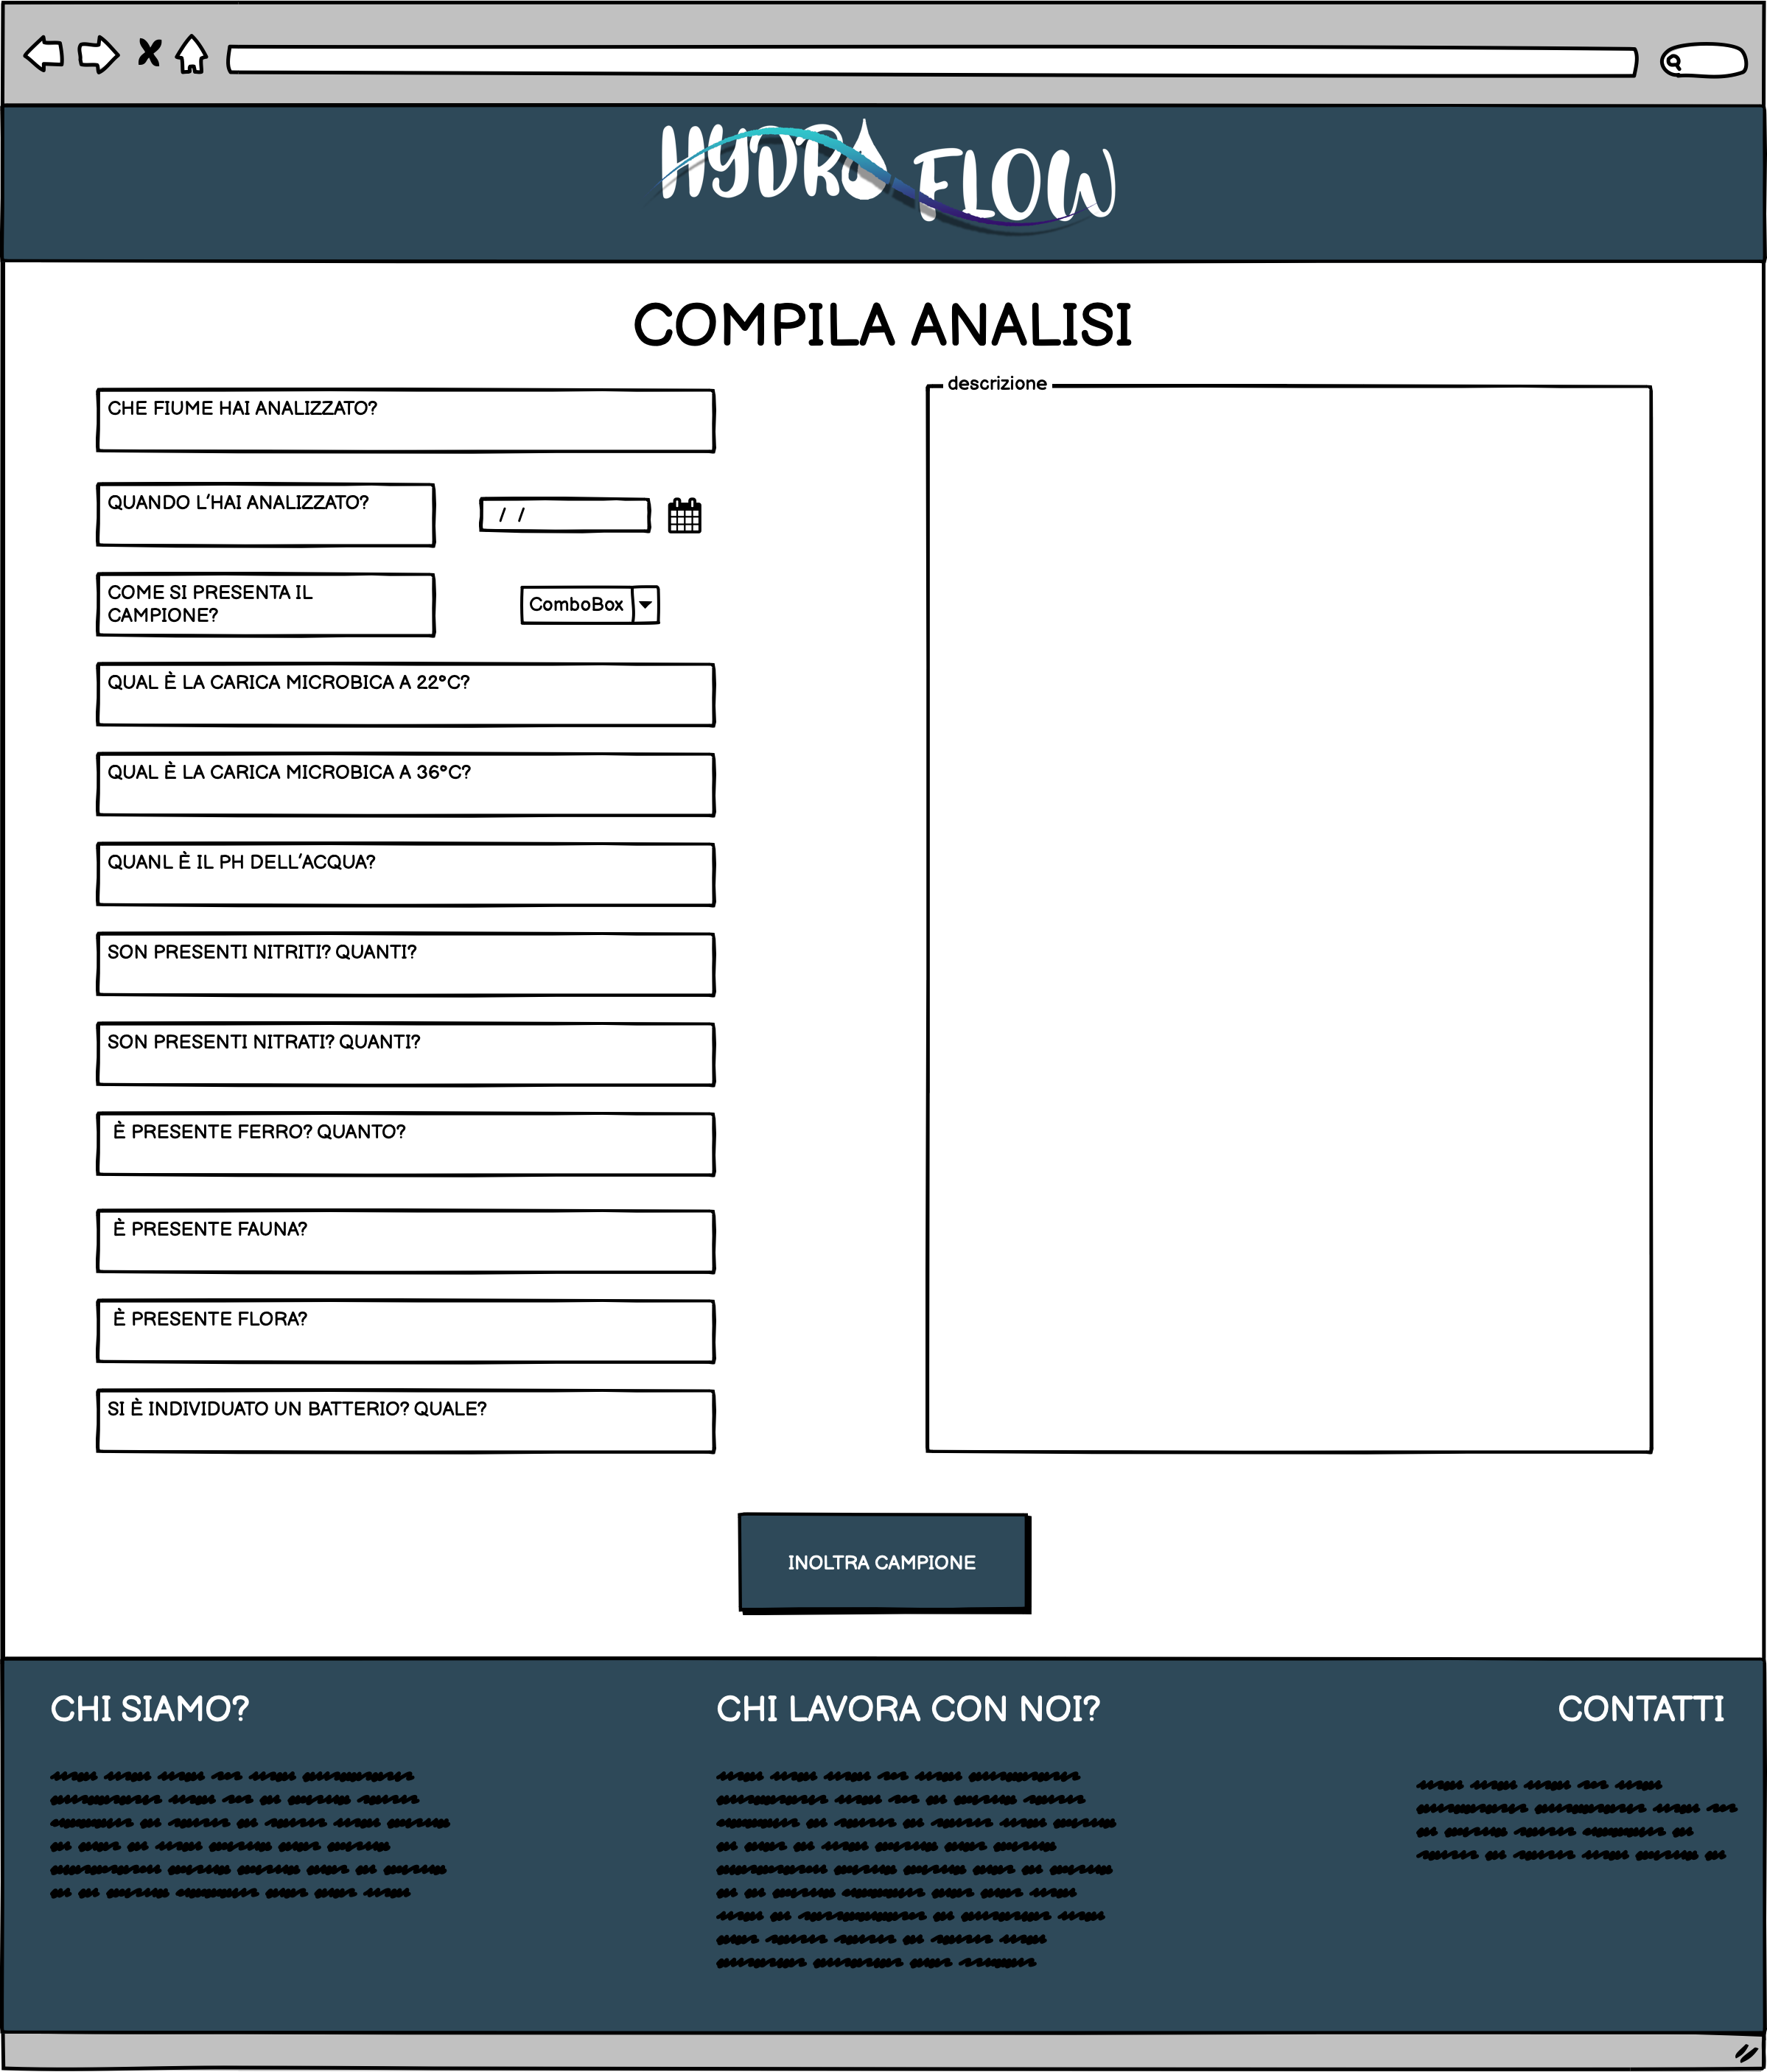 HYDRO FLOW
COMPILA ANALISI
CHE FIUME HAI ANALIZZATO?
QUANDO L'HAI ANALIZZATO?
/ /
COME SI PRESENTA IL
CAMPIONE?
ComboBox
QUAL È LA CARICA MICROBICA A 22°C?
QUAL È LA CARICA MICROBICA A 36°C?
QUANL È IL PH DELL'ACQUA?
SON PRESENTI NITRITI? QUANTI?
SON PRESENTI NITRATI? QUANTI?
È PRESENTE FERRO? QUANTO?
È PRESENTE FAUNA?
È PRESENTE FLORA?
SI È INDIVIDUATO UN BATTERIO? QUALE?
descrizione
INOLTRA CAMPIONE
CHI SIAMO?
CHI LAVORA CON NOI?
CONTATTI